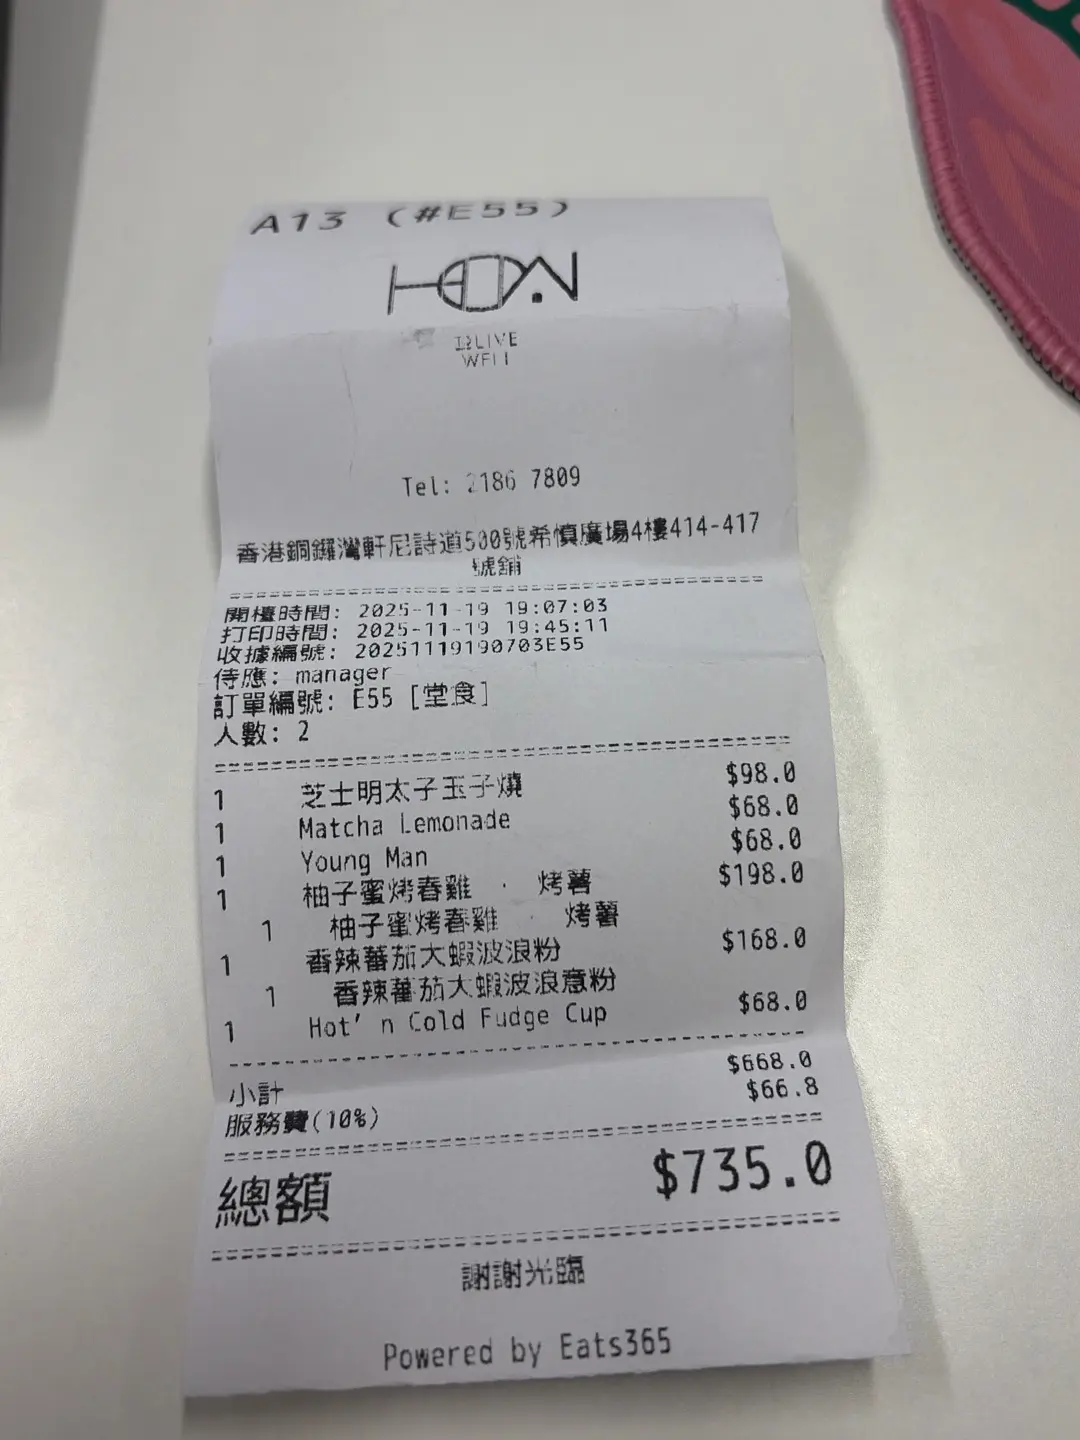 A13 (#E55)
LIVE
WELL
Tel: 2186 7809
香港銅鑼灣軒尼詩道500號希慎廣場4樓414-417
號舖
開檯時間: 2025-11-19 19:07:03
打印時間: 2025-11-19 19:45:11
收據編號: 20251119190703E55
侍應: manager
訂單編號: E55 [堂食]
人數: 2
1 芝士明太子玉子燒 $98.0
1 Matcha Lemonade $68.0
1 Young Man $68.0
1 柚子蜜烤春雞 · 烤薯 $198.0
1 柚子蜜烤春雞 · 烤薯
1 香辣蕃茄大蝦波浪粉 $168.0
1 香辣蕃茄大蝦波浪意粉
1 Hot’ n Cold Fudge Cup $68.0
小計 $668.0
服務費(10%) $66.8
總額 $735.0
謝謝光臨
Powered by Eats365